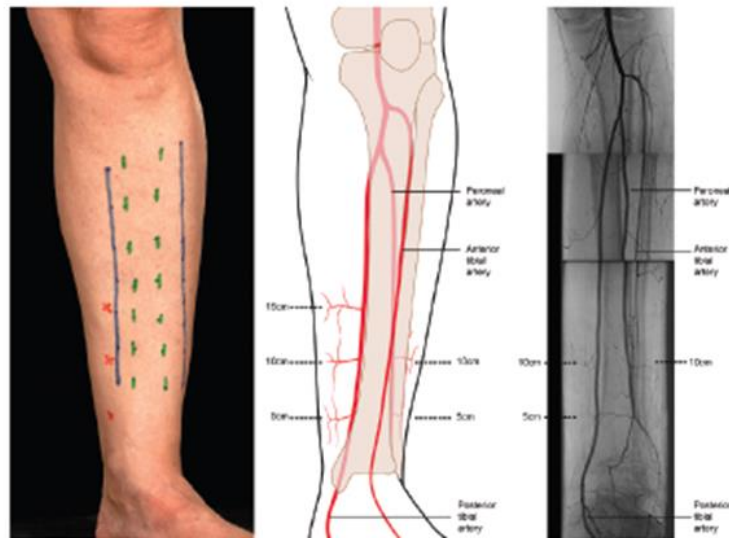 Peroneal
artery
Anterior
tibial
artery
15cm
10cm
10cm
5cm
5cm
Posterior
tibial
artery
Peroneal
artery
Anterior
tibial
artery
10cm
10cm
5cm
Posterior
tibial
artery